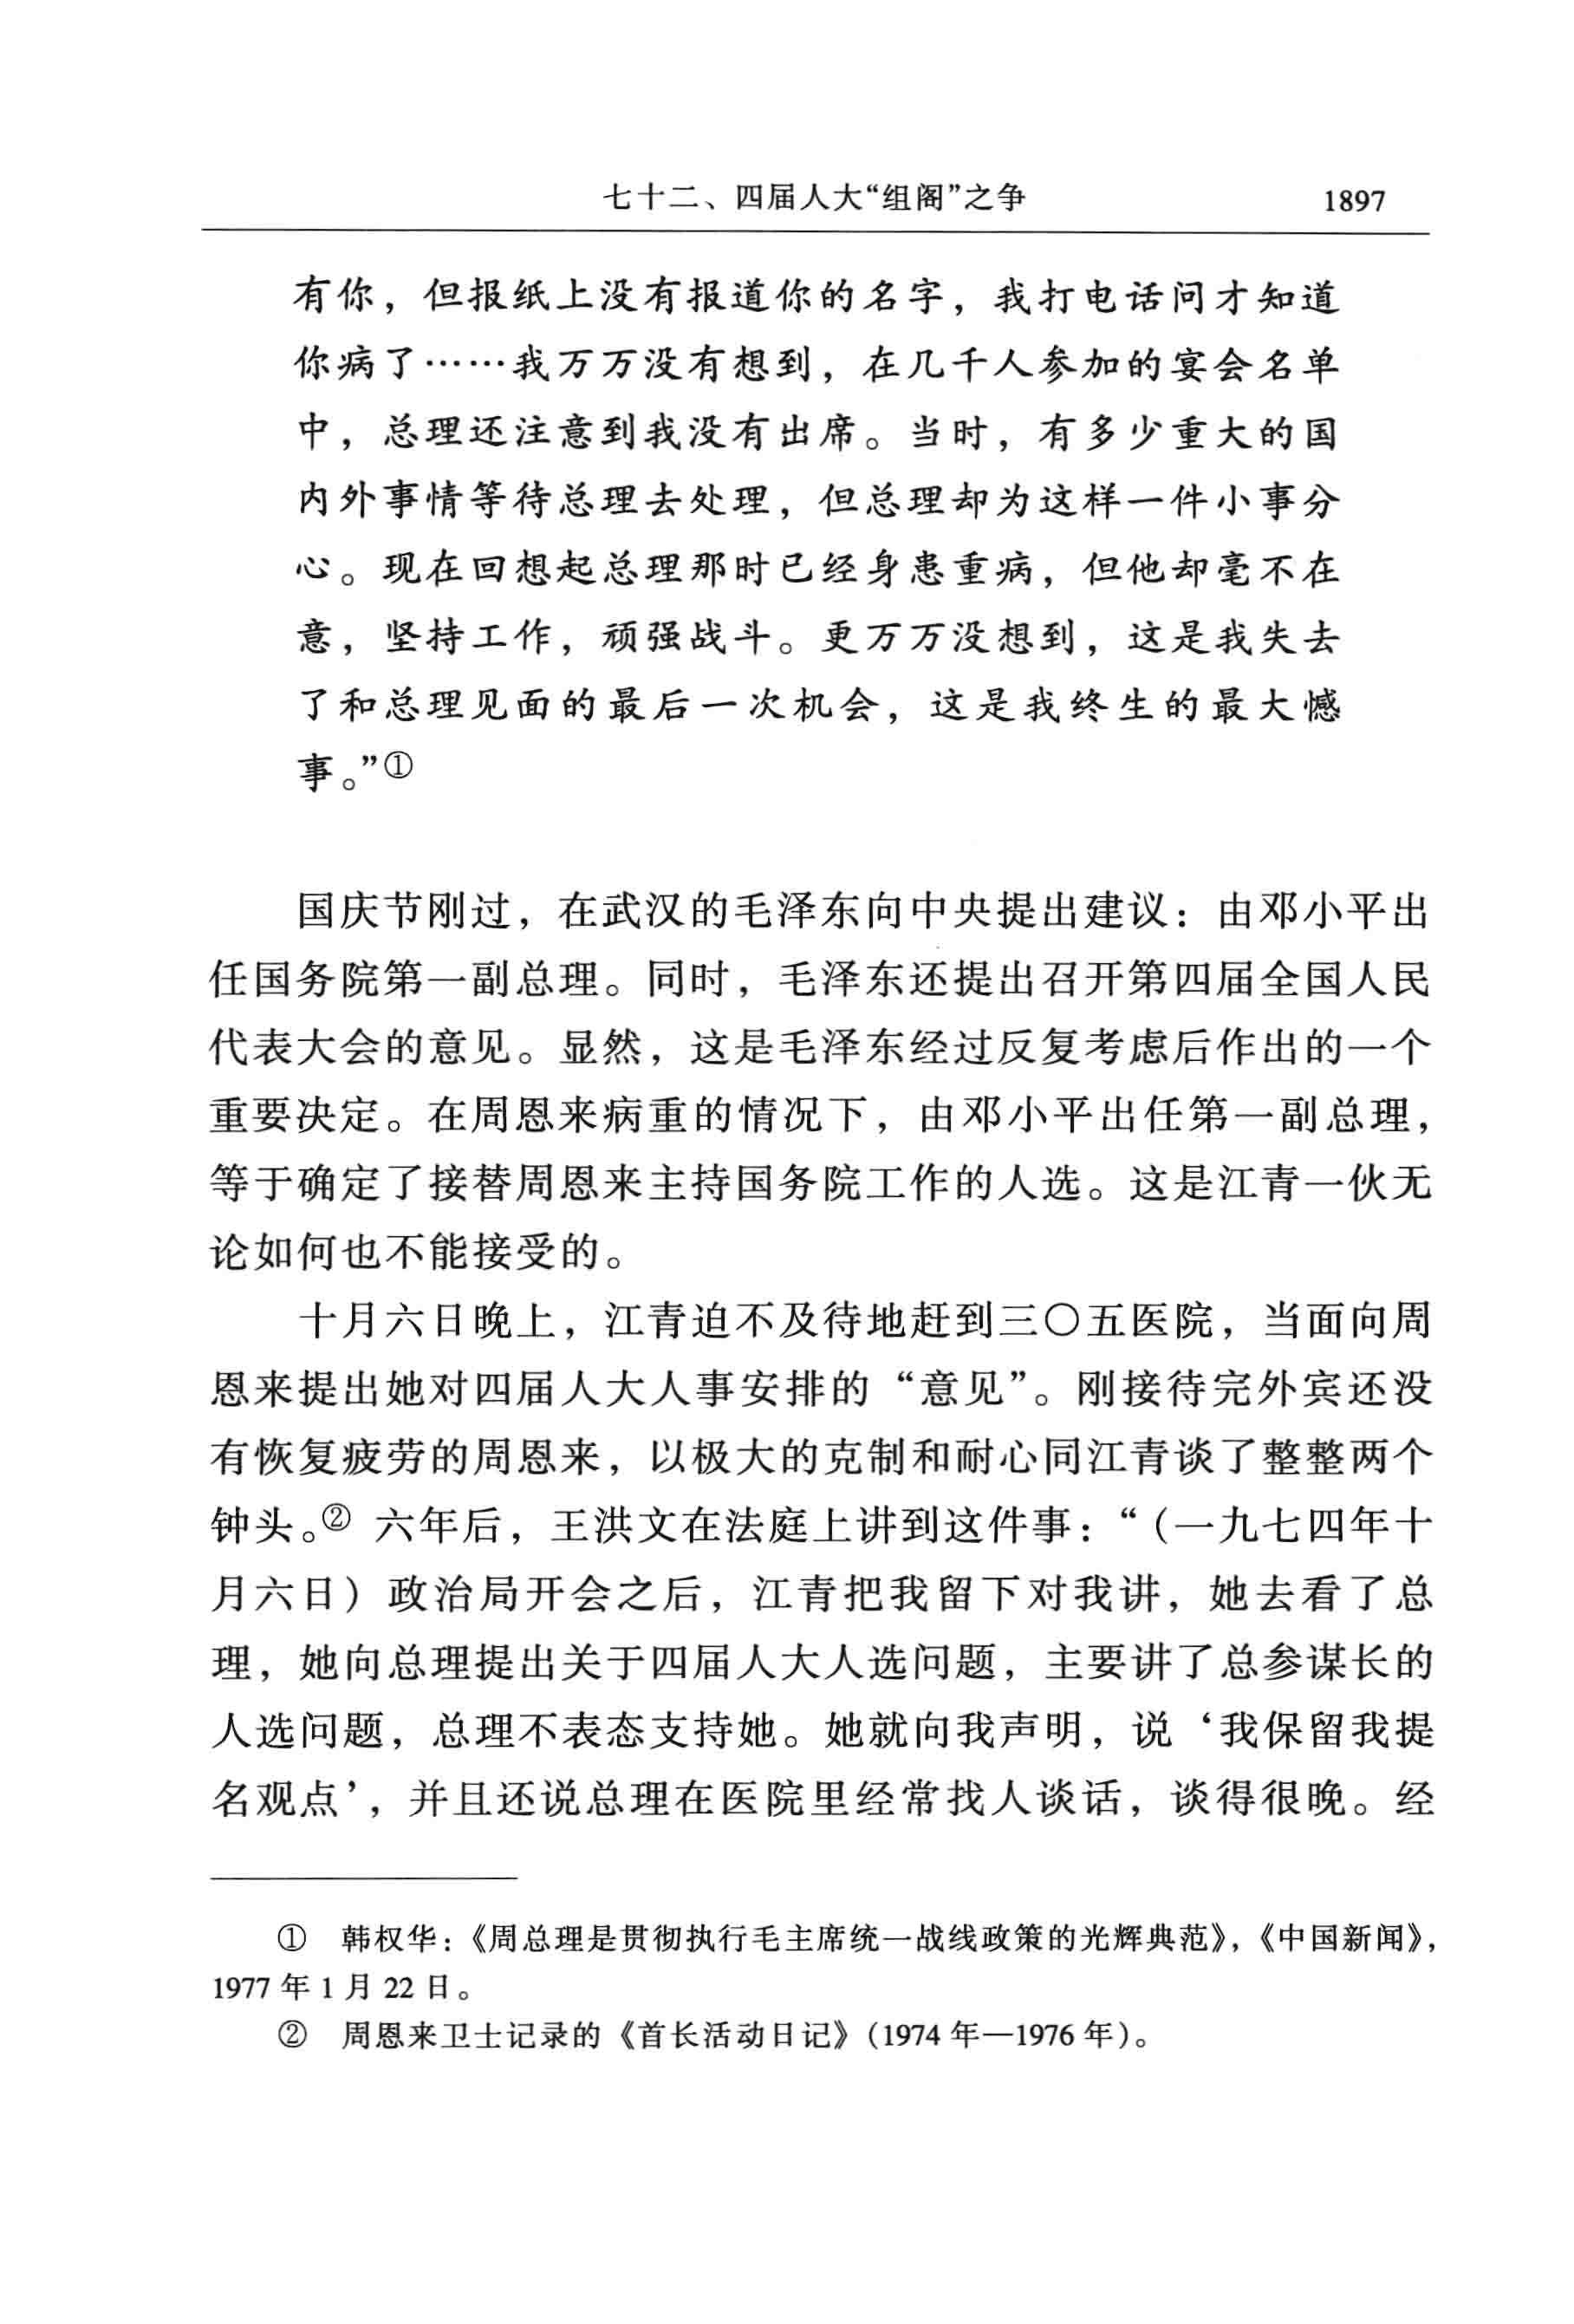 七十二、四届人大“组阁”之争 1897
有你，但报纸上没有报道你的名字，我打电话问才知道
你病了……我万万没有想到，在几千人参加的宴会名单
中，总理还注意到我没有出席。当时，有多少重大的国
内外事情等待总理去处理，但总理却为这样一件小事分
心。现在回想起总理那时已经身患重病，但他却毫不在
意，坚持工作，顽强战斗。更万万没想到，这是我失去
了和总理见面的最后一次机会，这是我终生的最大憾
事。”①
国庆节刚过，在武汉的毛泽东向中央提出建议：由邓小平出
任国务院第一副总理。同时，毛泽东还提出召开第四届全国人民
代表大会的意见。显然，这是毛泽东经过反复考虑后作出的一个
重要决定。在周恩来病重的情况下，由邓小平出任第一副总理，
等于确定了接替周恩来主持国务院工作的人选。这是江青一伙无
论如何也不能接受的。
十月六日晚上，江青迫不及待地赶到三〇五医院，当面向周
恩来提出她对四届人大人事安排的“意见”。刚接待完外宾还没
有恢复疲劳的周恩来，以极大的克制和耐心同江青谈了整整两个
钟头。② 六年后，王洪文在法庭上讲到这件事：“（一九七四年十
月六日）政治局开会之后，江青把我留下对我讲，她去看了总
理，她向总理提出关于四届人大人选问题，主要讲了总参谋长的
人选问题，总理不表态支持她。她就向我声明，说‘我保留我提
名观点’，并且还说总理在医院里经常找人谈话，谈得很晚。经
① 韩权华：《周总理是贯彻执行毛主席统一战线政策的光辉典范》，《中国新闻》，
1977 年 1 月 22 日。
② 周恩来卫士记录的《首长活动日记》（1974 年—1976 年）。